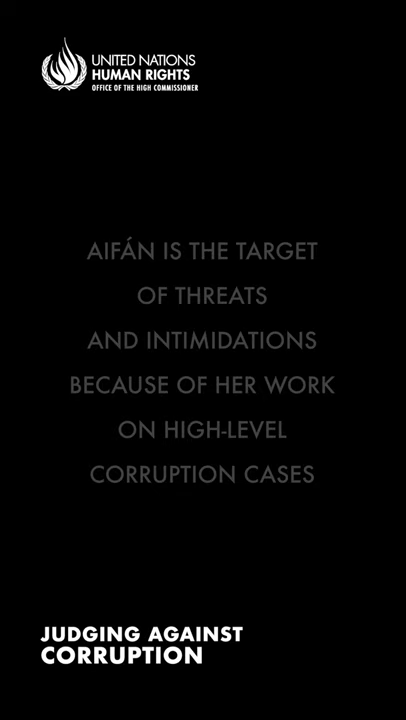 UNITED NATIONS
HUMAN RIGHTS
OFFICE OF THE HIGH COMMISSIONER
AIFÁN IS THE TARGET
OF THREATS
AND INTIMIDATIONS
BECAUSE OF HER WORK
ON HIGH-LEVEL
CORRUPTION CASES
JUDGING AGAINST
CORRUPTION